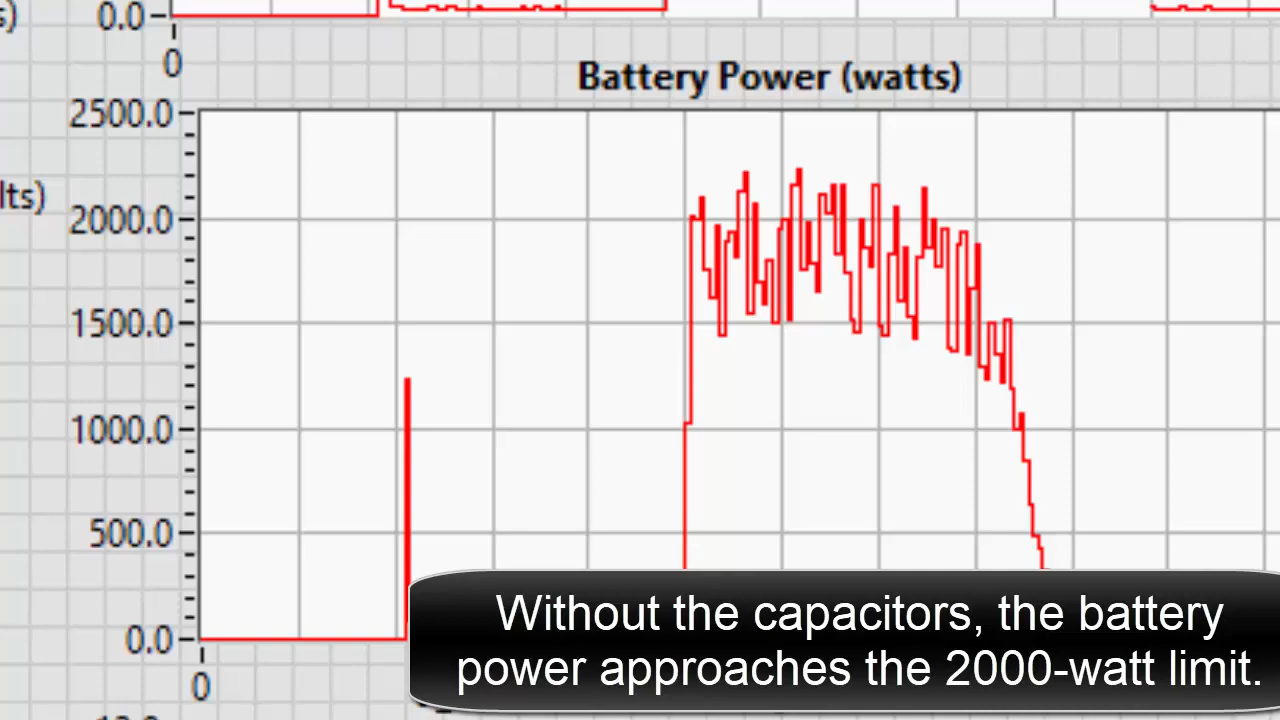 s)
0.0
0
Battery Power (watts)
2500.0
lts)
2000.0
1500.0
1000.0
500.0
0.0
0
Without the capacitors, the battery
power approaches the 2000-watt limit.